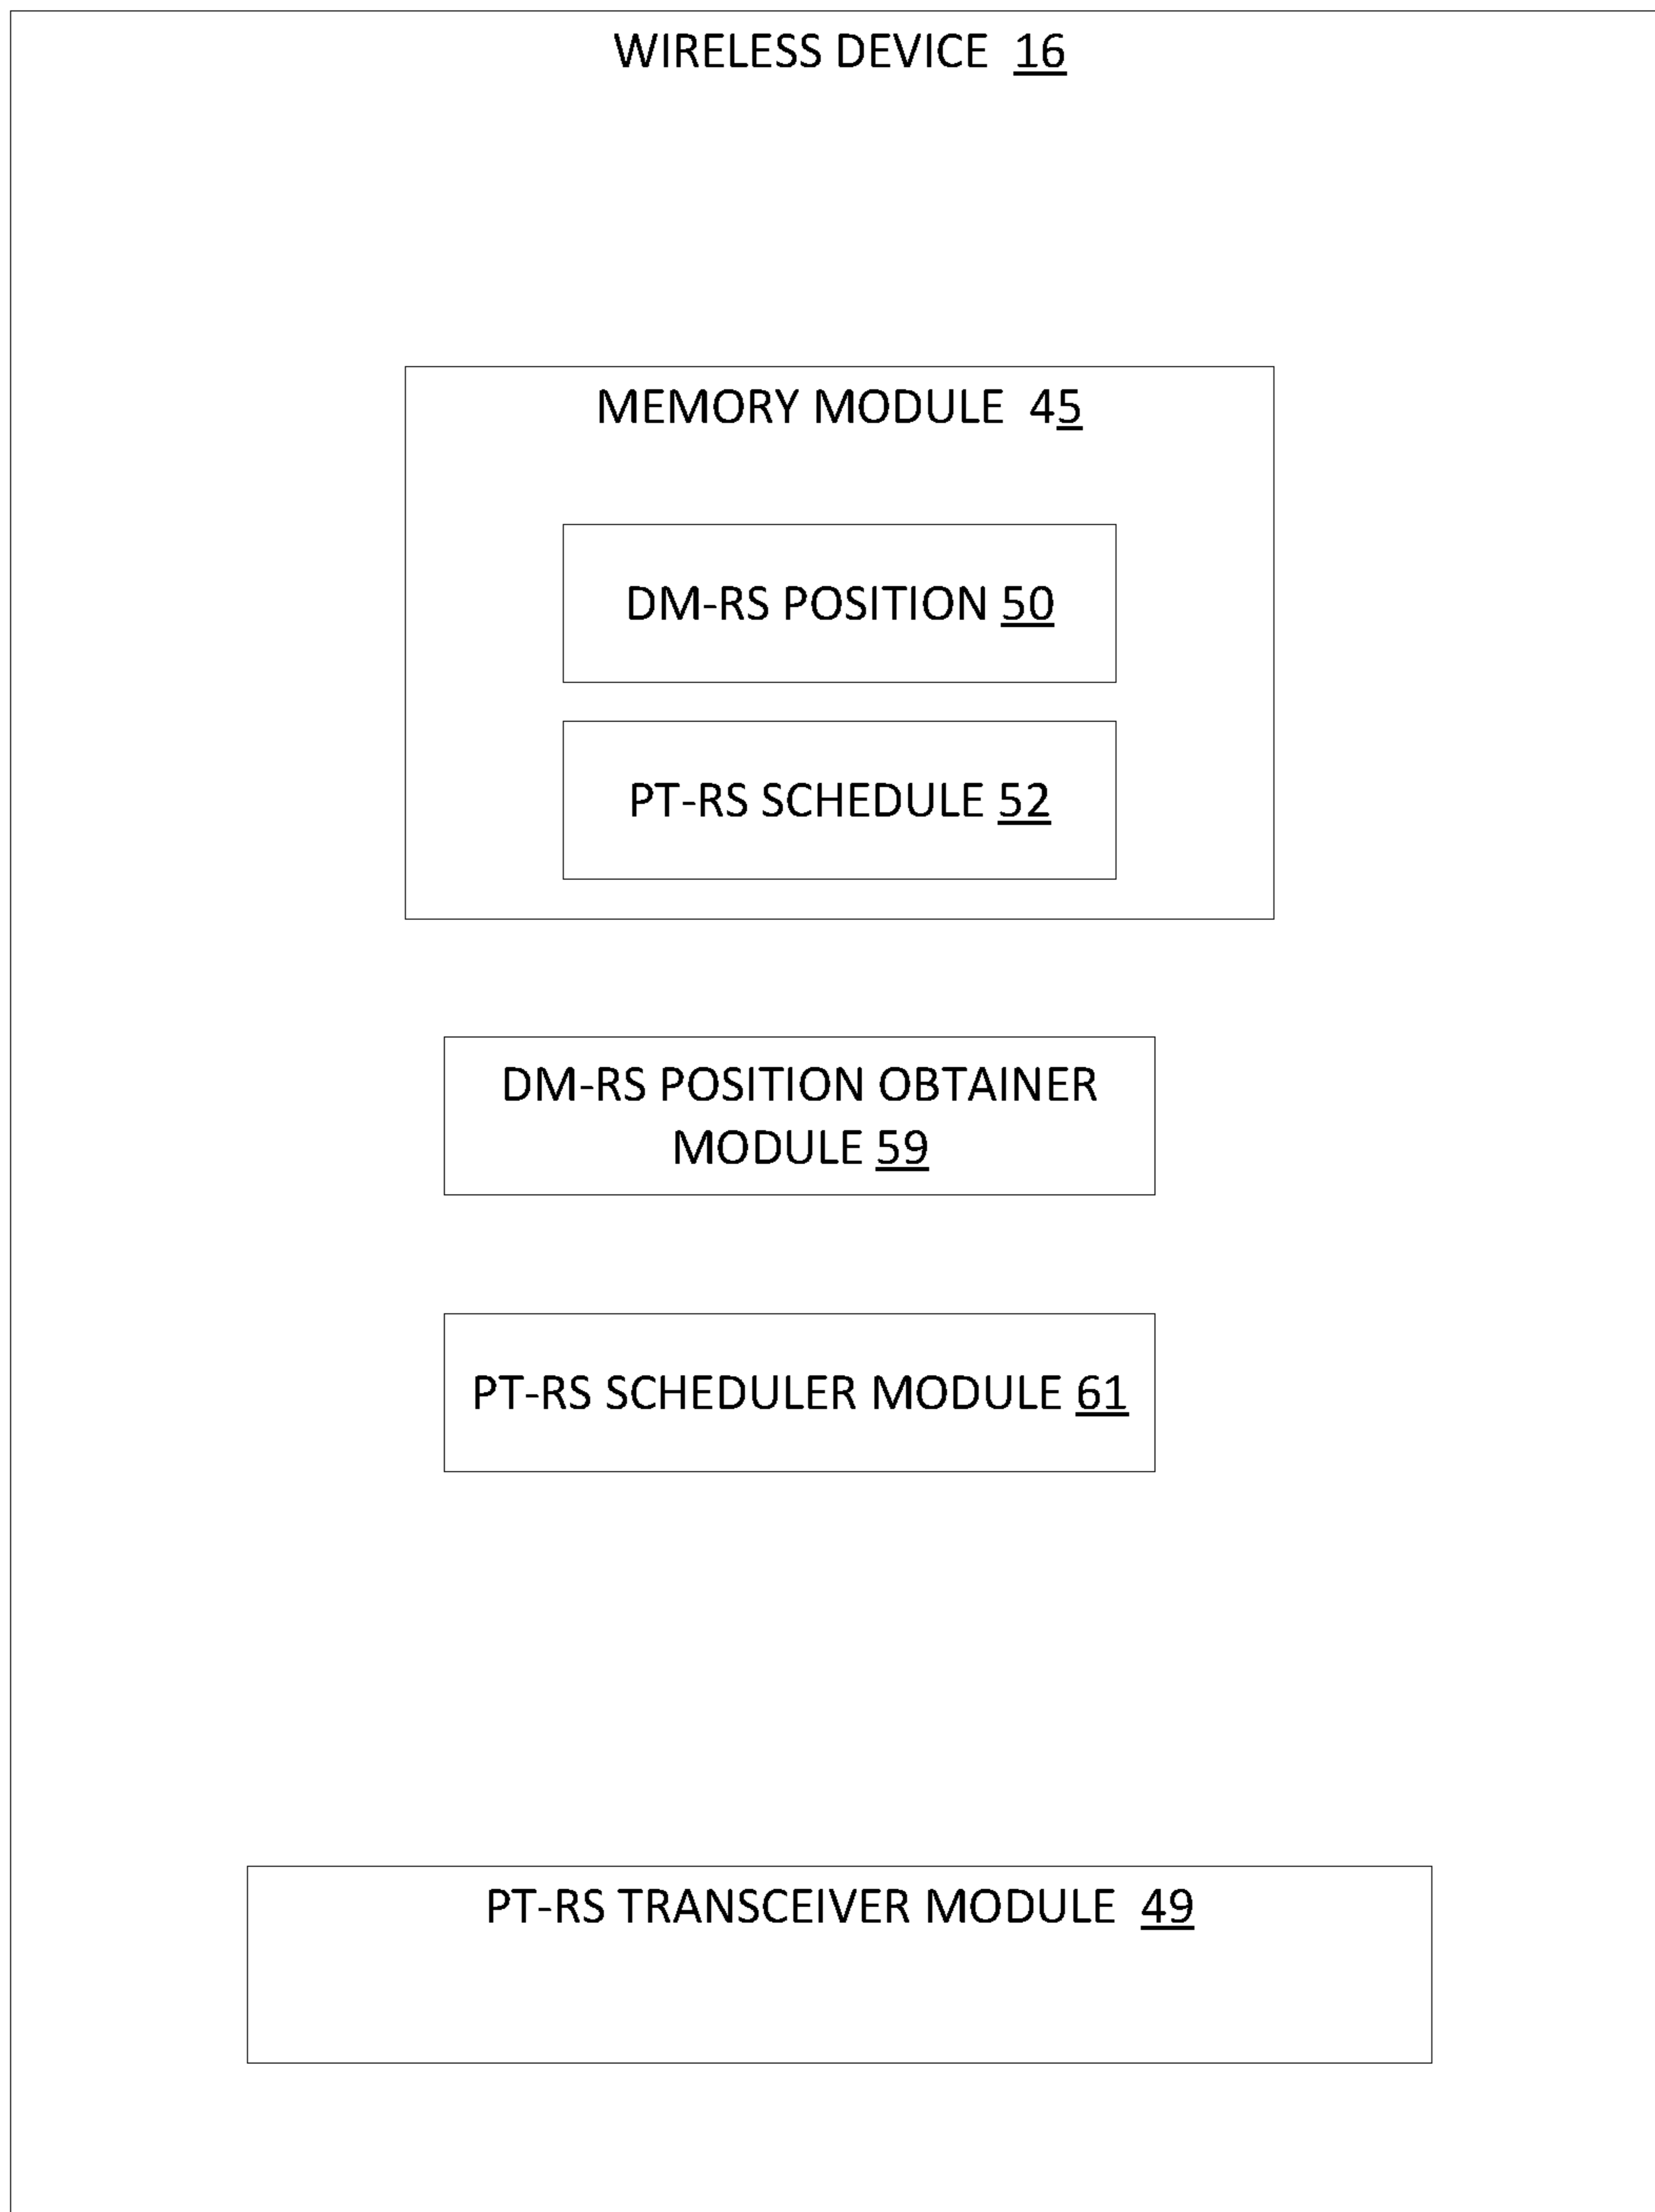 WIRELESS DEVICE 16
MEMORY MODULE 45
DM-RS POSITION 50
PT-RS SCHEDULE 52
DM-RS POSITION OBTAINER
MODULE 59
PT-RS SCHEDULER MODULE 61
PT-RS TRANSCEIVER MODULE 49